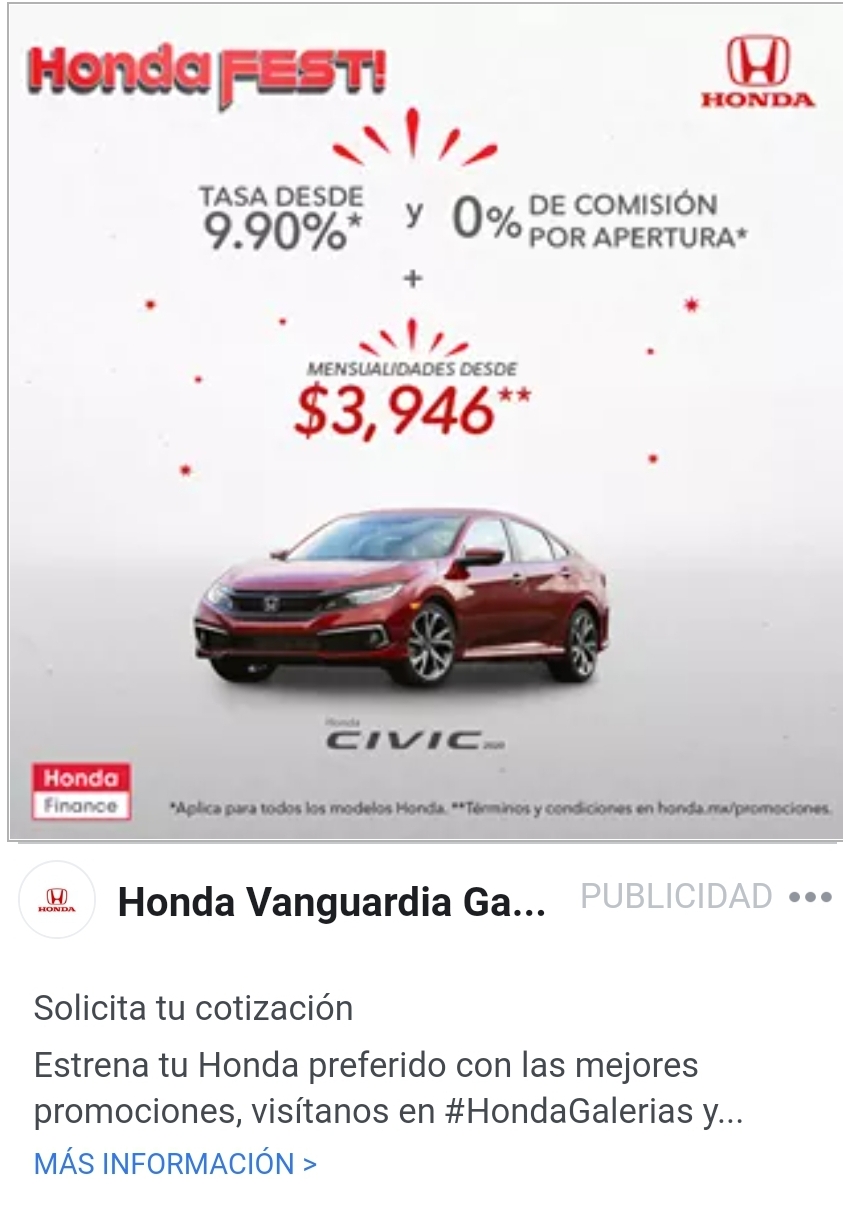 Honda FEST!
HONDA
TASA DESDE
9.90%*
y
0% DE COMISIÓN
POR APERTURA*
+
MENSUALIDADES DESDE
$3,946**
Honda
CIVIC 2020
Honda
Finance
*Aplica para todos los modelos Honda. **Términos y condiciones en honda.mx/promociones.
HONDA
Honda Vanguardia Ga...
PUBLICIDAD
Solicita tu cotización
Estrena tu Honda preferido con las mejores
promociones, visítanos en #HondaGalerias y...
MÁS INFORMACIÓN >